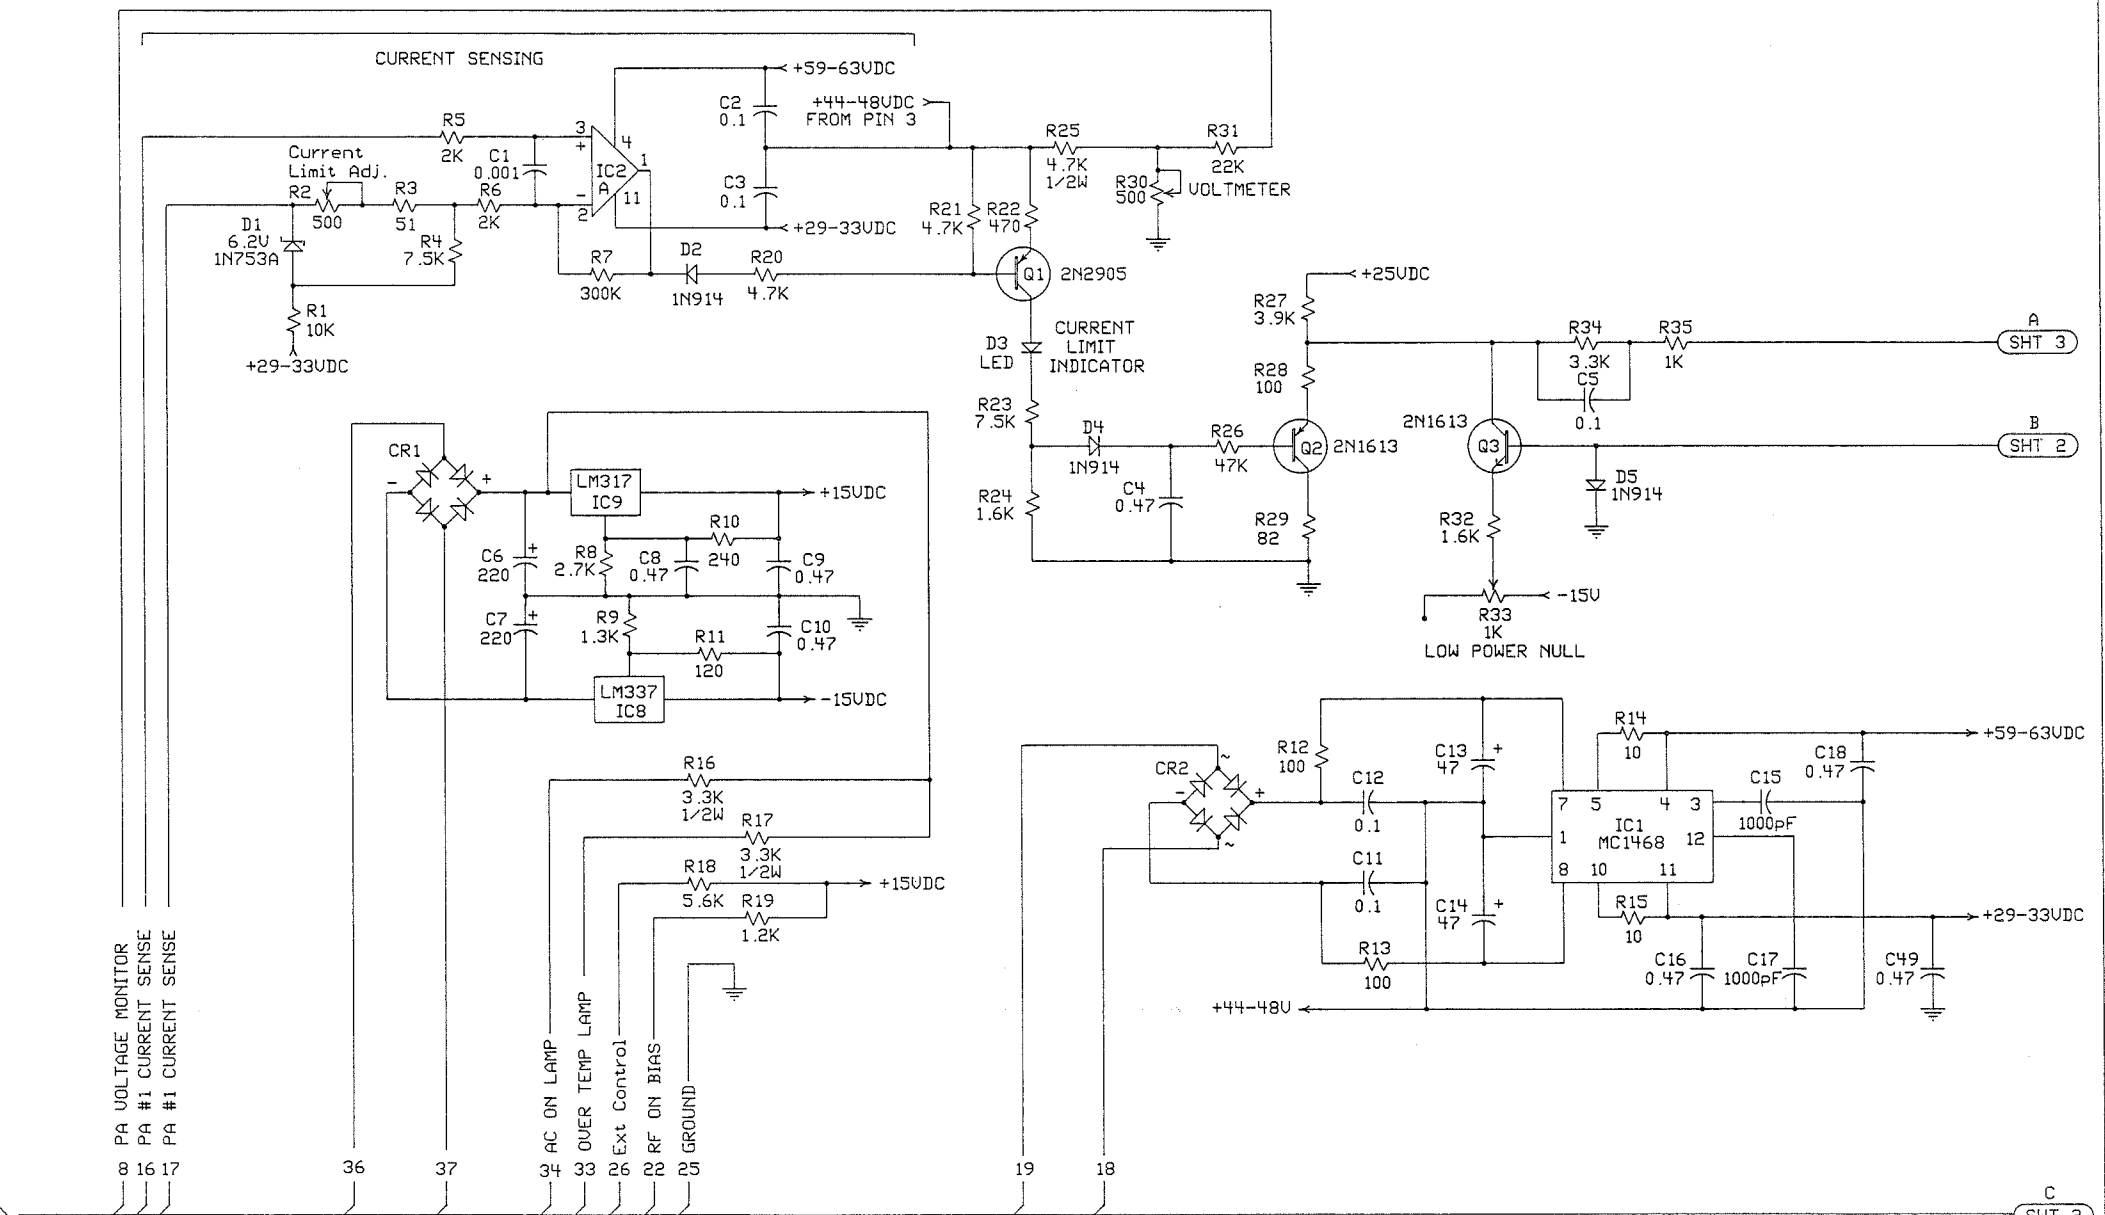 CURRENT SENSING
+59-63VDC
C2
0.1
+44-48VDC
FROM PIN 3
R5
2K
3
+
4
IC2
A
1
11
-
2
C1
0.001
Current
Limit Adj.
R2
500
R3
51
R6
2K
D1
6.2V
1N753A
R4
7.5K
R1
10K
+29-33VDC
R7
300K
D2
1N914
R20
4.7K
C3
0.1
+29-33VDC
R21
4.7K
R22
470
R25
4.7K
1/2W
R31
22K
R30
500
VOLTMETER
Q1
2N2905
D3
LED
CURRENT
LIMIT
INDICATOR
R23
7.5K
D4
1N914
R24
1.6K
C4
0.47
R26
47K
+25VDC
R27
3.9K
R28
100
Q2
2N1613
R29
82
2N1613
Q3
R34
3.3K
C5
0.1
R35
1K
A
SHT 3
B
SHT 2
D5
1N914
R32
1.6K
-15V
R33
1K
LOW POWER NULL
CR1
-
+
LM317
IC9
+15VDC
C6
220
+
R8
2.7K
C8
0.47
R10
240
C9
0.47
C7
220
+
R9
1.3K
R11
120
C10
0.47
LM337
IC8
-15VDC
R16
3.3K
1/2W
R17
3.3K
1/2W
R18
5.6K
R19
1.2K
+15VDC
CR2
~
-
+
~
R12
100
C12
0.1
C11
0.1
R13
100
C13
47
+
C14
47
+
7
5
4
3
IC1
MC1468
1
12
8
10
11
R14
10
+59-63VDC
C18
0.47
C15
1000pF
R15
10
+29-33VDC
C16
0.47
C17
1000pF
C49
0.47
+44-48V
PA VOLTAGE MONITOR
PA #1 CURRENT SENSE
PA #1 CURRENT SENSE
AC ON LAMP
OVER TEMP LAMP
Ext Control
RF ON BIAS
GROUND
8
16
17
36
37
34
33
26
22
25
19
18
C